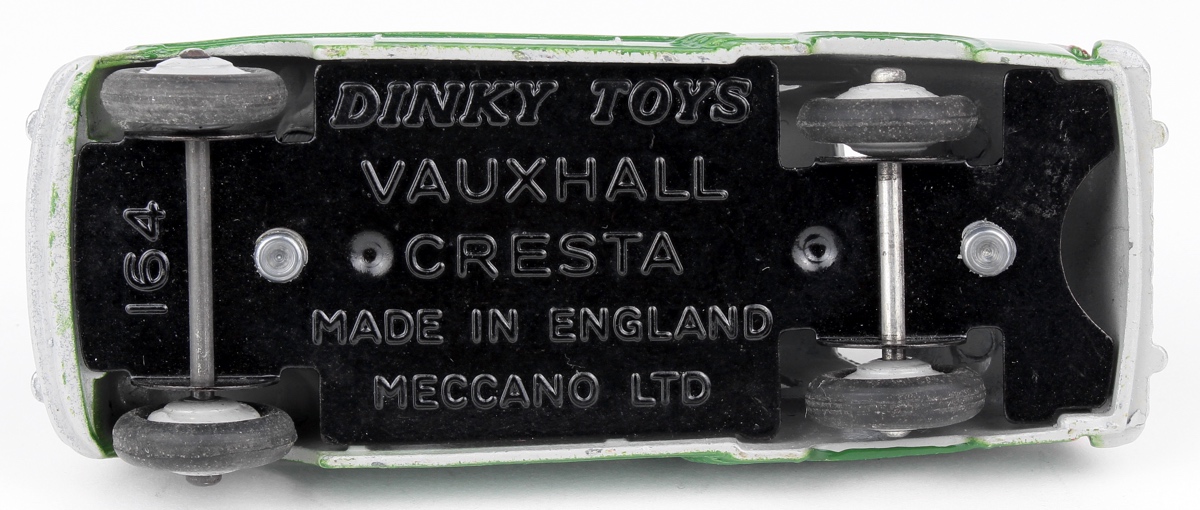 DINKY TOYS
VAUXHALL
CRESTA
MADE IN ENGLAND
MECCANO LTD
164